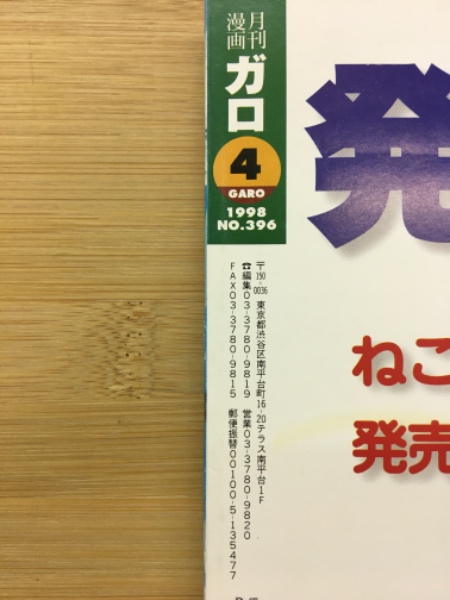 月刊
漫画
ガロ
4
GARO
1998
NO.396
〒150-0036 東京都渋谷区南平台町16-20テラス南平台1F
☎編集03-3780-9819 営業03-3780-9820
FAX03-3780-9815 郵便振替00100-5-135477
発
ねこ
発売